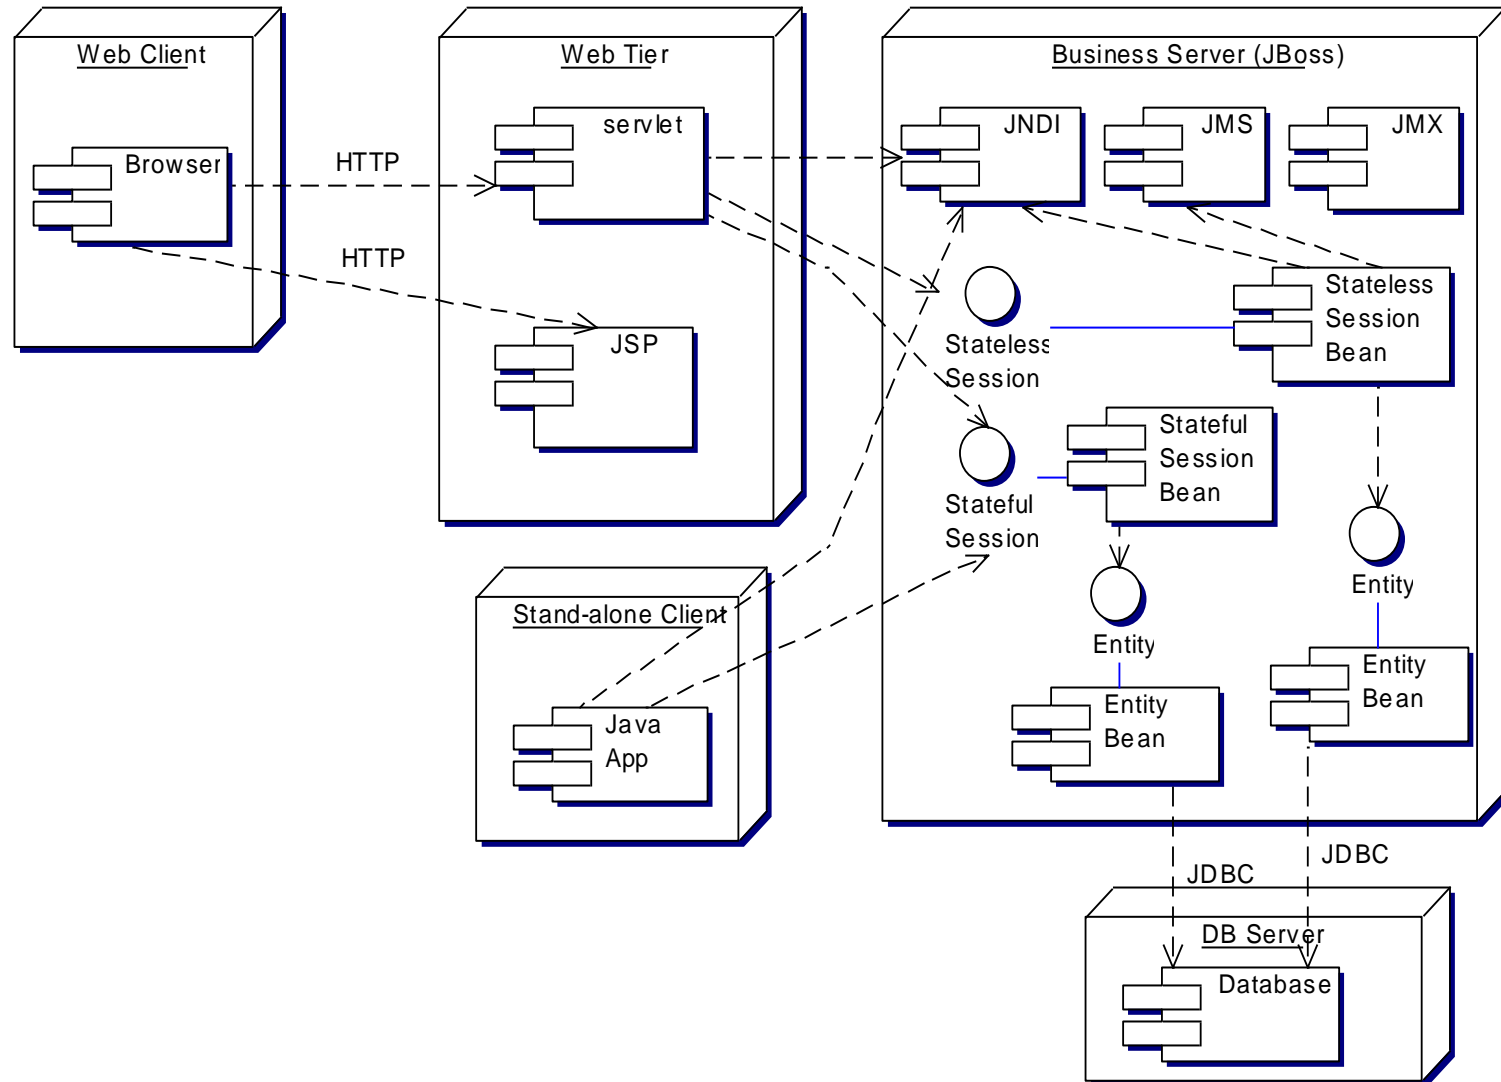 Web Client
Web Tier
Business Server (JBoss)
servlet
JNDI
JMS
JMX
Browser
HTTP
HTTP
Stateless
Session
Bean
JSP
Stateless
Session
Stateful
Session
Bean
Stateful
Session
Entity
Stand-alone Client
Entity
Entity
Bean
Entity
Bean
Java
App
JDBC
JDBC
DB Server
Database